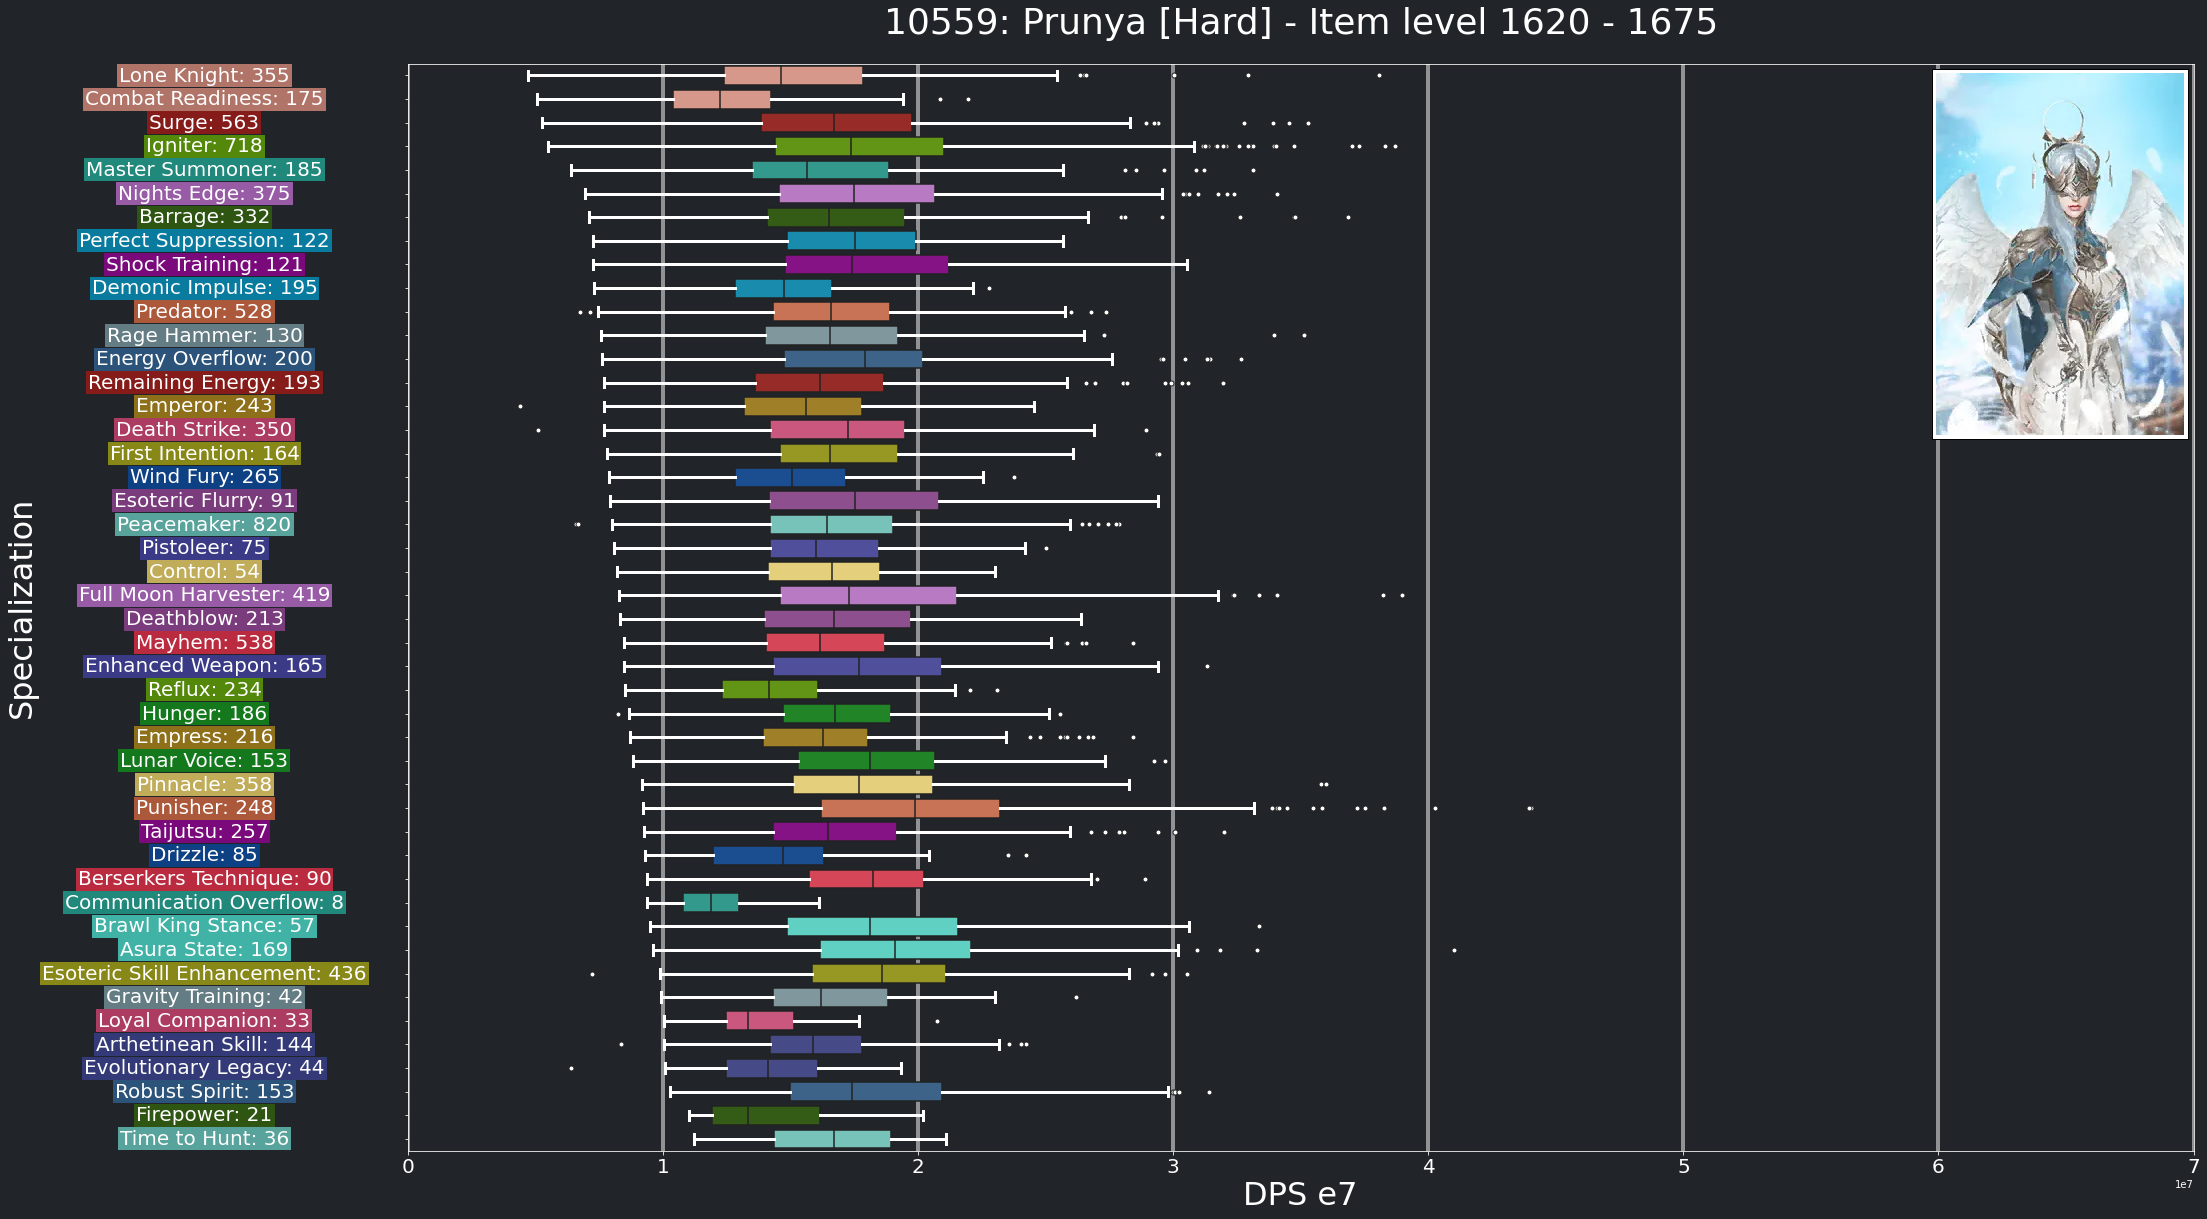 10559: Prunya [Hard] - Item level 1620 - 1675
Lone Knight: 355
Combat Readiness: 175
Surge: 563
Igniter: 718
Master Summoner: 185
Nights Edge: 375
Barrage: 332
Perfect Suppression: 122
Shock Training: 121
Demonic Impulse: 195
Predator: 528
Rage Hammer: 130
Energy Overflow: 200
Remaining Energy: 193
Emperor: 243
Death Strike: 350
First Intention: 164
Wind Fury: 265
Esoteric Flurry: 91
Peacemaker: 820
Pistoleer: 75
Control: 54
Full Moon Harvester: 419
Deathblow: 213
Mayhem: 538
Enhanced Weapon: 165
Reflux: 234
Hunger: 186
Empress: 216
Lunar Voice: 153
Pinnacle: 358
Punisher: 248
Taijutsu: 257
Drizzle: 85
Berserkers Technique: 90
Communication Overflow: 8
Brawl King Stance: 57
Asura State: 169
Esoteric Skill Enhancement: 436
Gravity Training: 42
Loyal Companion: 33
Arthetinean Skill: 144
Evolutionary Legacy: 44
Robust Spirit: 153
Firepower: 21
Time to Hunt: 36
Specialization
0 1 2 3 4 5 6 7
DPS e7
1e7